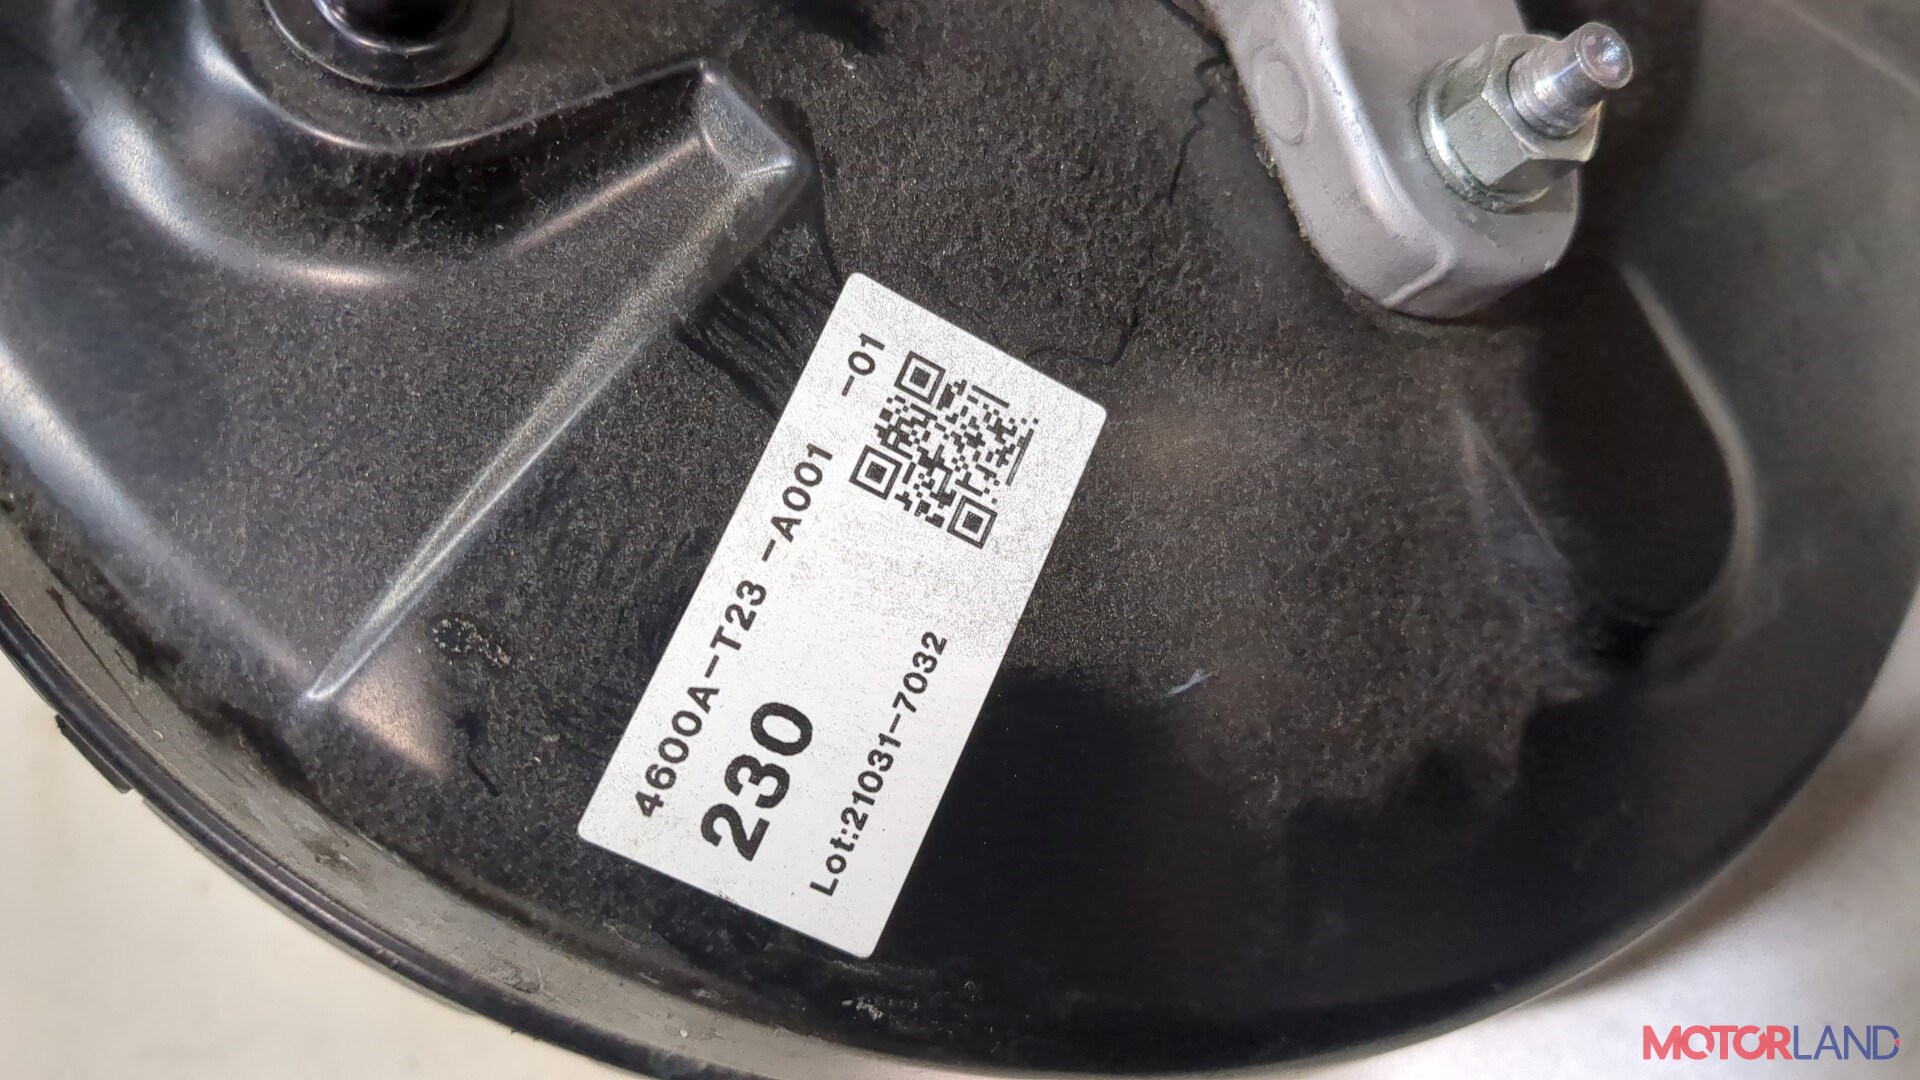 4600A-T23 -A001 -01
230
Lot:21031-7032
MOTORLAND